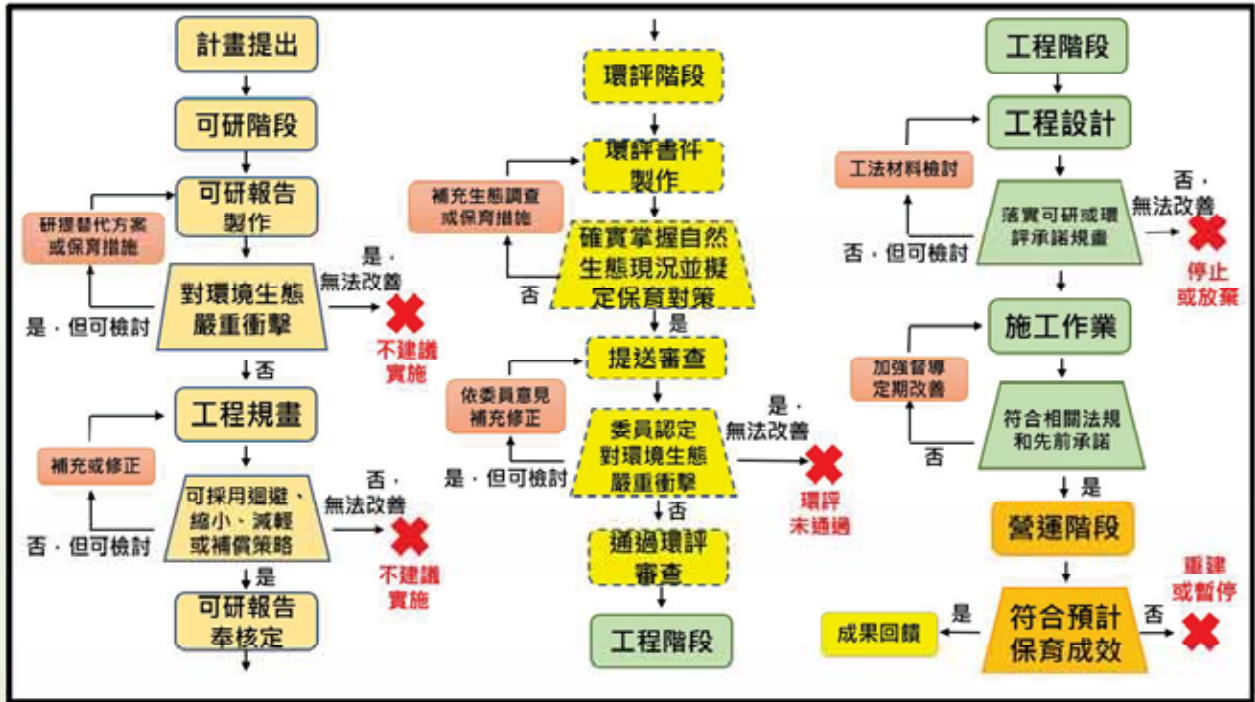 計畫提出
可研階段
可研報告
製作
研提替代方案
或保育措施
對環境生態
嚴重衝擊
是，但可檢討
是，
無法改善
不建議
實施
否
工程規畫
補充或修正
可採用迴避、
縮小、減輕
或補償策略
否，但可檢討
否，
無法改善
不建議
實施
是
可研報告
奉核定
環評階段
環評書件
製作
補充生態調查
或保育措施
確實掌握自然
生態現況並擬
定保育對策
否
是
提送審查
依委員意見
補充修正
委員認定
對環境生態
嚴重衝擊
是，但可檢討
是，
無法改善
環評
未通過
否
通過環評
審查
工程階段
工程階段
工程設計
工法材料檢討
落實可研或環
評承諾規畫
否，但可檢討
否，
無法改善
停止
或放棄
施工作業
加強督導
定期改善
符合相關法規
和先前承諾
否
是
營運階段
符合預計
保育成效
是
成果回饋
否
重建
或暫停